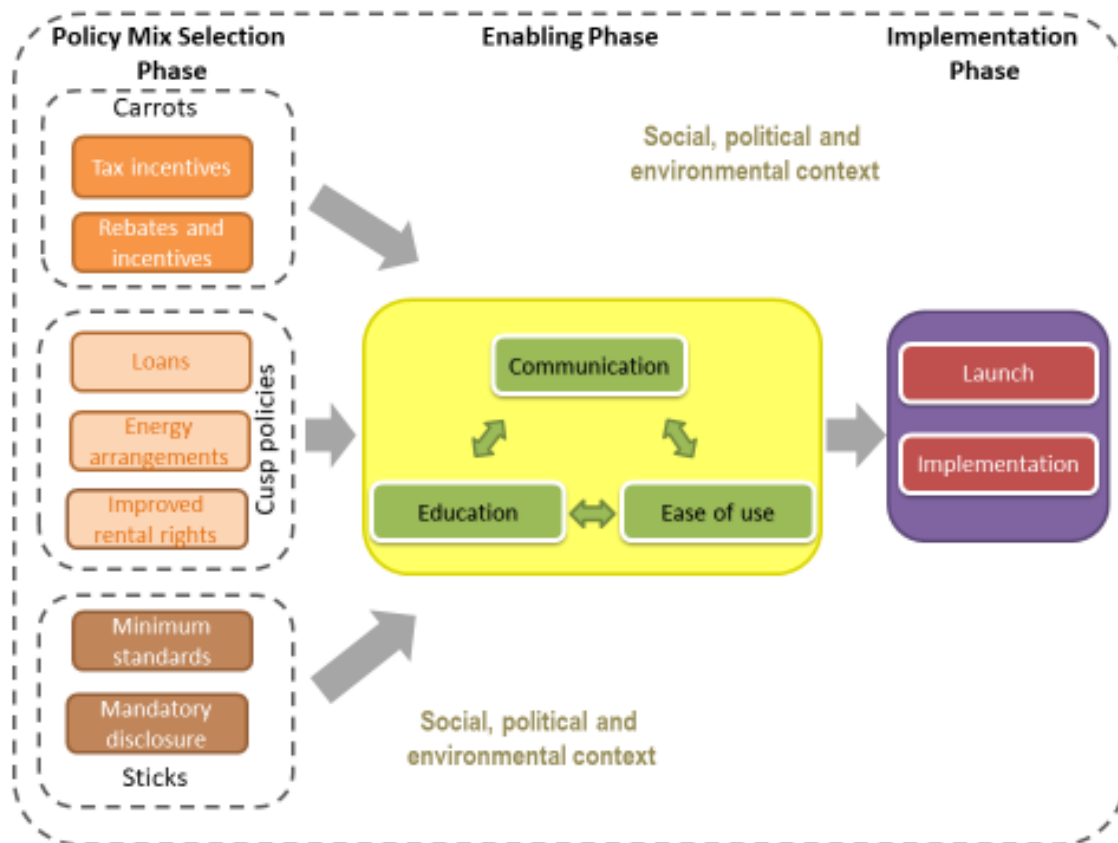 Policy Mix Selection
Phase
Enabling Phase
Implementation
Phase
Carrots
Tax incentives
Rebates and
incentives
Social, political and
environmental context
Loans
Energy
arrangements
Improved
rental rights
Cusp policies
Communication
Education
Ease of use
Launch
Implementation
Minimum
standards
Mandatory
disclosure
Sticks
Social, political and
environmental context